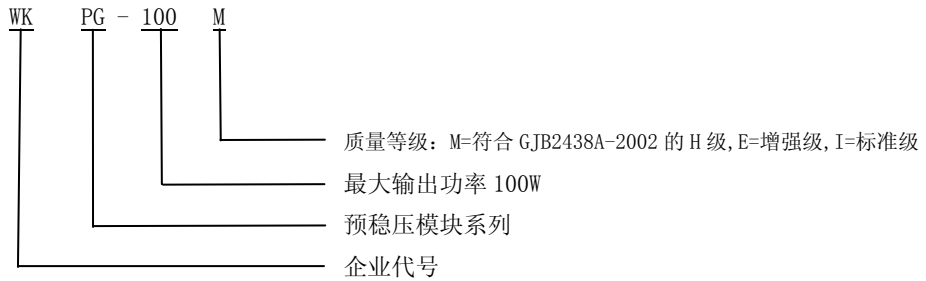 WK PG - 100 M
质量等级: M=符合 GJB2438A-2002 的 H 级,E=增强级,I=标准级
最大输出功率 100W
预稳压模块系列
企业代号